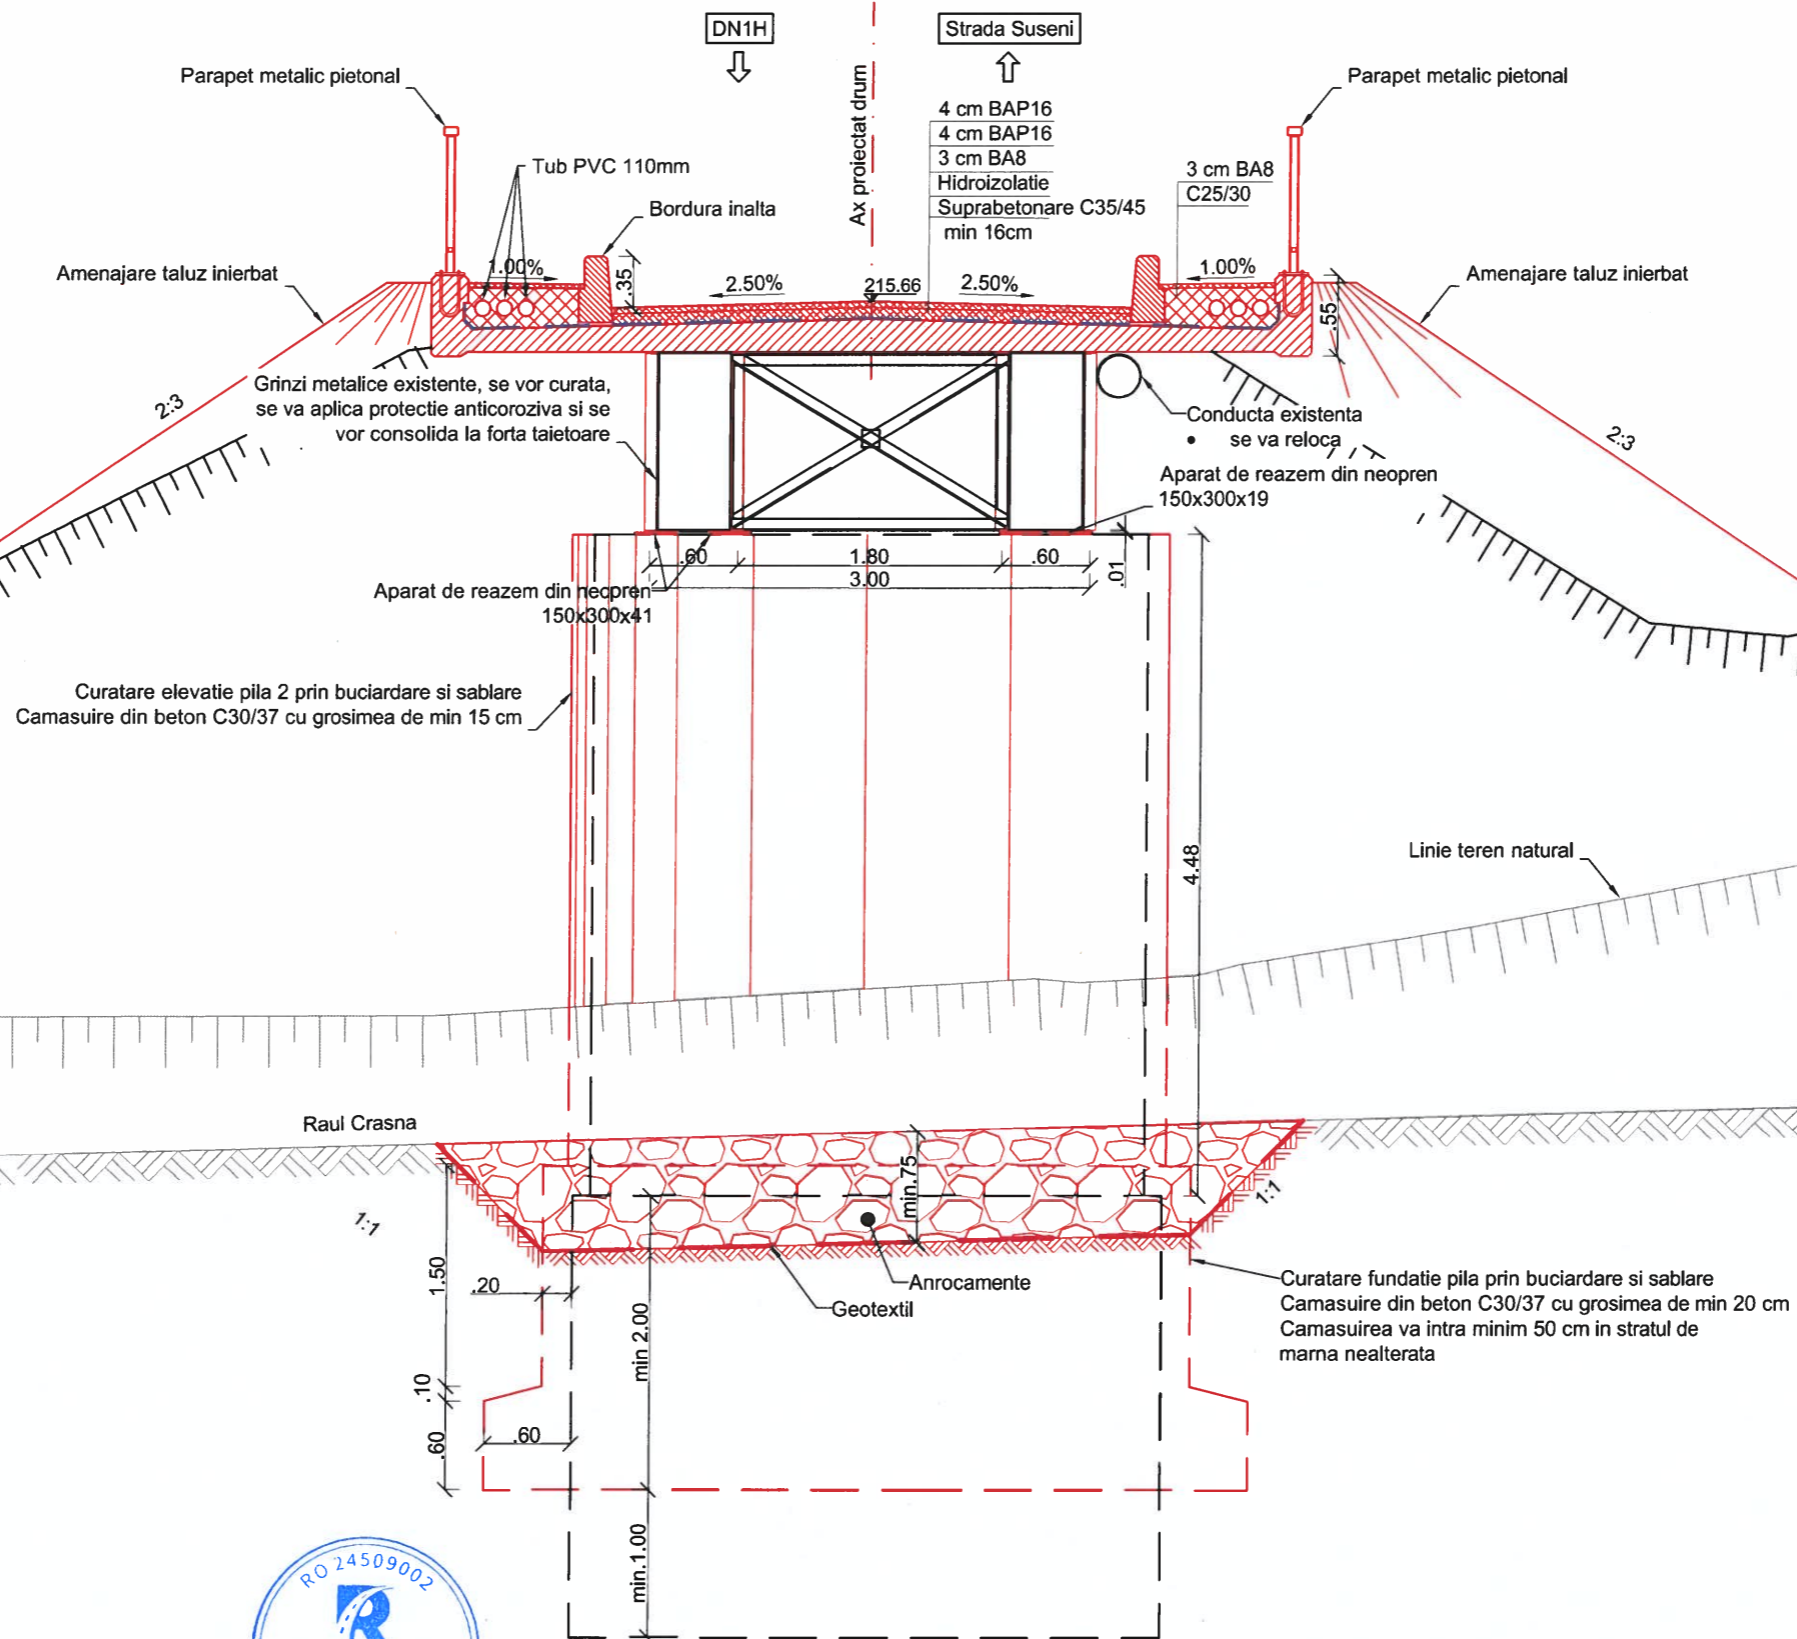 DN1H
Strada Suseni
Parapet metalic pietonal
Parapet metalic pietonal
Ax proiectat drum
4 cm BAP16
4 cm BAP16
3 cm BA8
Hidroizolatie
Suprabetonare C35/45
min 16cm
3 cm BA8
C25/30
Tub PVC 110mm
Bordura inalta
Amenajare taluz inierbat
Amenajare taluz inierbat
1.00%
.35
2.50%
215.66
2.50%
1.00%
.55
2:3
2:3
Grinzi metalice existente, se vor curata,
se va aplica protectie anticoroziva si se
vor consolida la forta taietoare
Conducta existenta
• se va reloca
Aparat de reazem din neopren
150x300x19
.60
1.80
.60
3.00
.01
Aparat de reazem din neopren
150x300x41
Curatare elevatie pila 2 prin buciardare si sablare
Camasuire din beton C30/37 cu grosimea de min 15 cm
4.48
Linie teren natural
Raul Crasna
min.75
1:1
1:1
1.50
.20
Anrocamente
Geotextil
min 2.00
Curatare fundatie pila prin buciardare si sablare
Camasuire din beton C30/37 cu grosimea de min 20 cm
Camasuirea va intra minim 50 cm in stratul de
marna nealterata
.10
.60
.60
min.1.00
RO 24509002
R